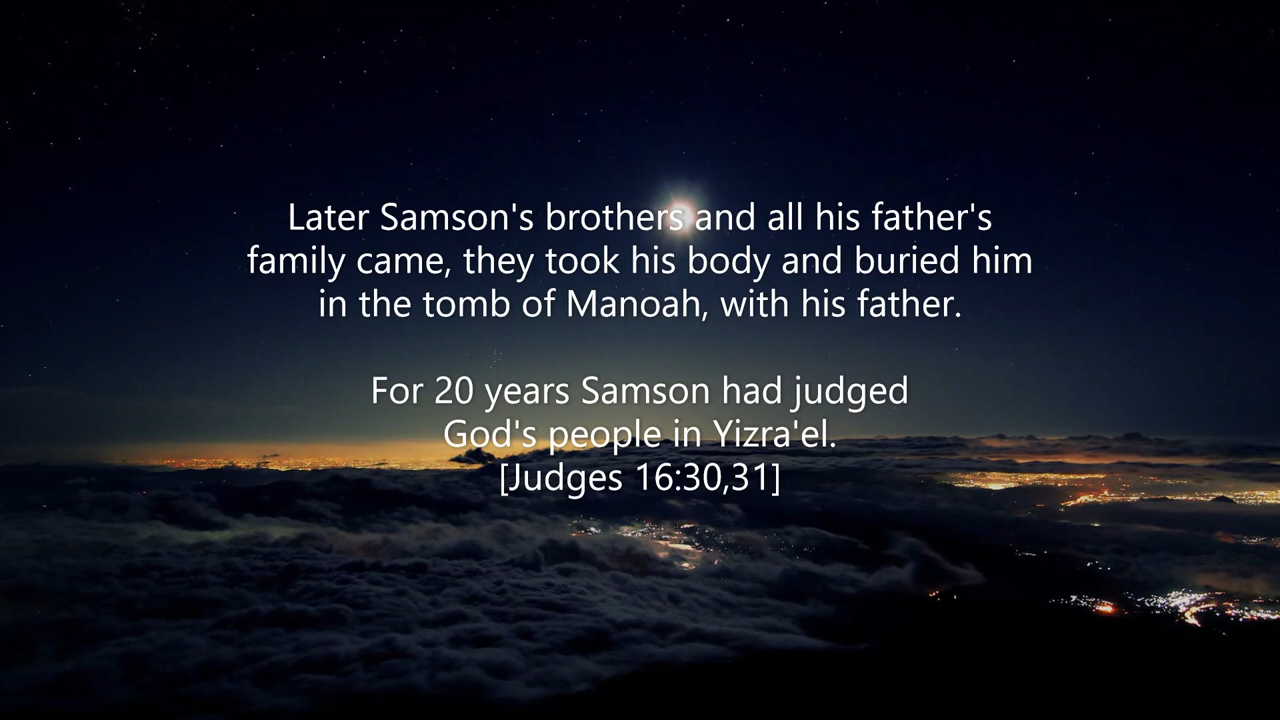 Later Samson's brothers and all his father's
family came, they took his body and buried him
in the tomb of Manoah, with his father.
For 20 years Samson had judged
God's people in Yizra'el.
[Judges 16:30,31]